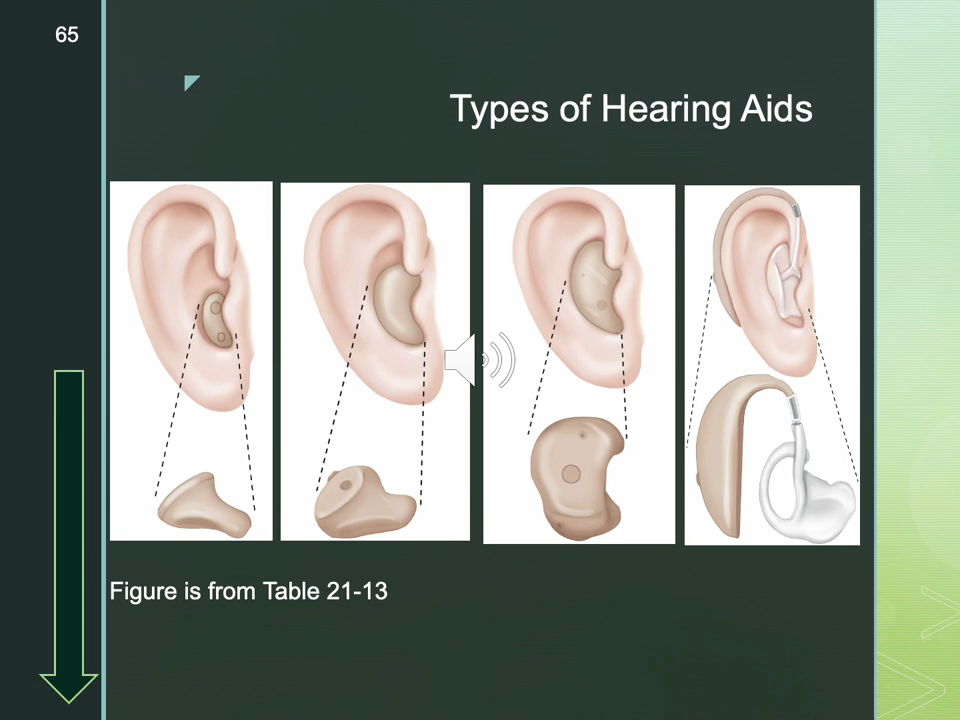 65
Types of Hearing Aids
Figure is from Table 21-13